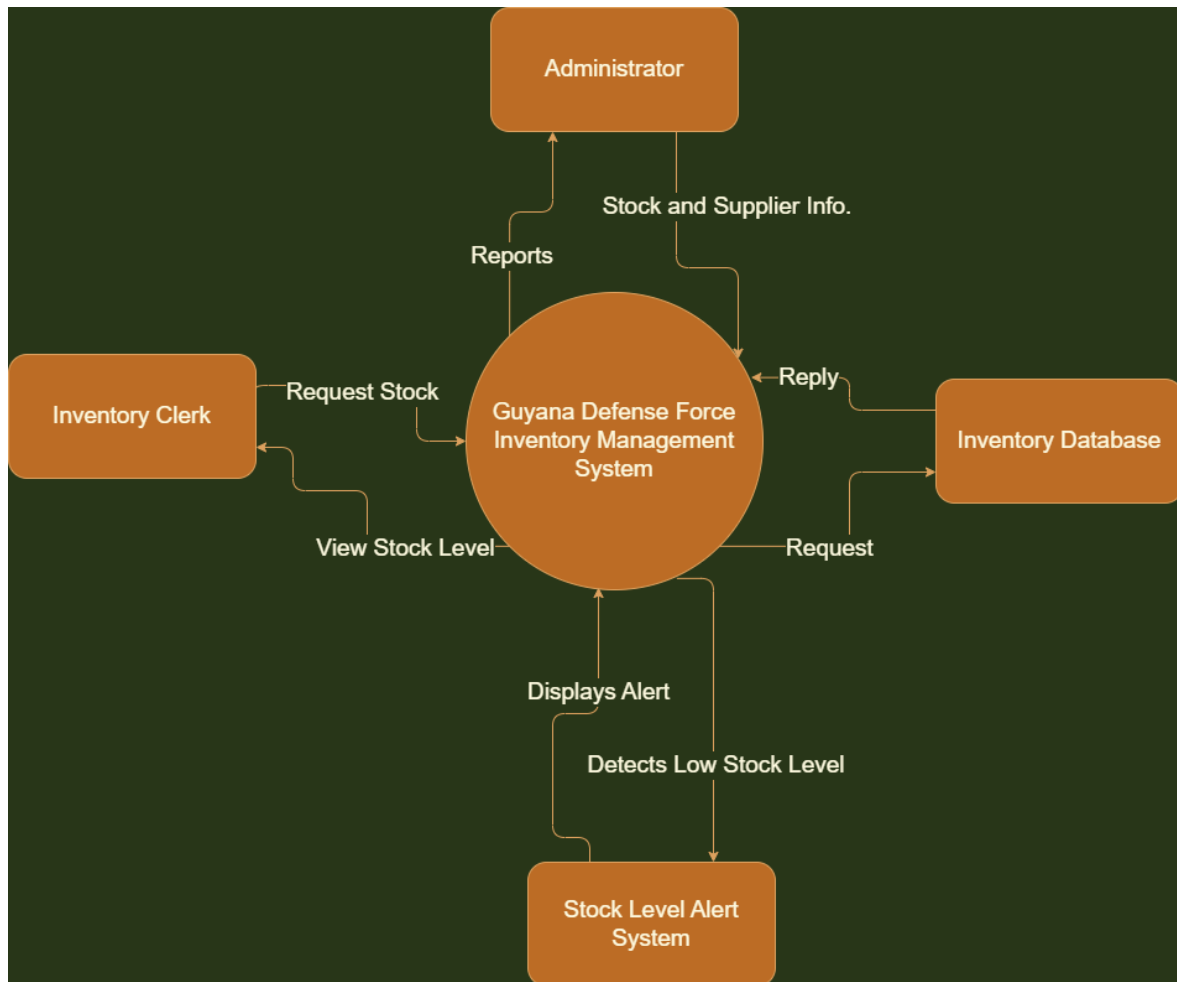 Administrator
Stock and Supplier Info.
Reports
Reply
Request Stock
Guyana Defense Force
Inventory Management
System
Inventory Clerk
Inventory Database
View Stock Level
Request
Displays Alert
Detects Low Stock Level
Stock Level Alert
System